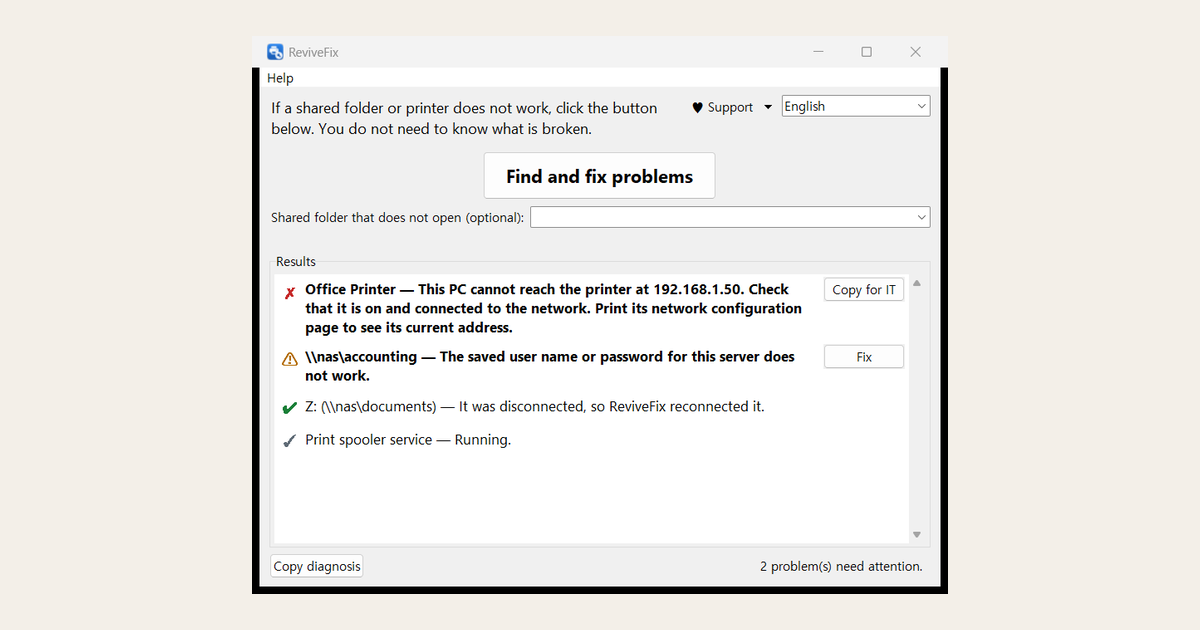 ReviveFix
Help
If a shared folder or printer does not work, click the button
below. You do not need to know what is broken.
♥ Support
English
Find and fix problems
Shared folder that does not open (optional):
Results
✗ Office Printer — This PC cannot reach the printer at 192.168.1.50. Check
that it is on and connected to the network. Print its network configuration
page to see its current address.
Copy for IT
⚠ \\nas\accounting — The saved user name or password for this server does
not work.
Fix
✔ Z: (\\nas\documents) — It was disconnected, so ReviveFix reconnected it.
✓ Print spooler service — Running.
Copy diagnosis
2 problem(s) need attention.